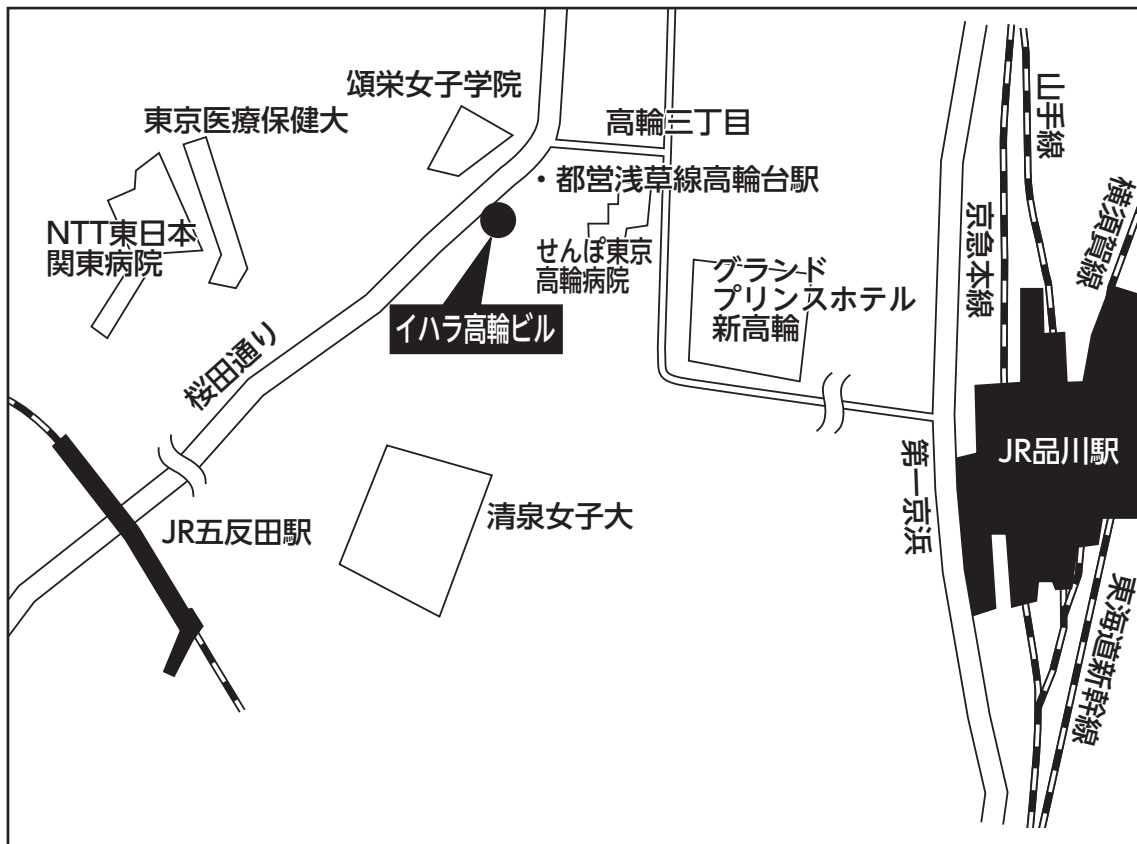 頌栄女子学院
東京医療保健大
高輪三丁目
山手線
・都営浅草線高輪台駅
横須賀線
NTT東日本
関東病院
せんぽ東京
高輪病院
京急本線
グランド
プリンスホテル
新高輪
イハラ高輪ビル
桜田通り
JR品川駅
第一京浜
清泉女子大
JR五反田駅
東海道新幹線